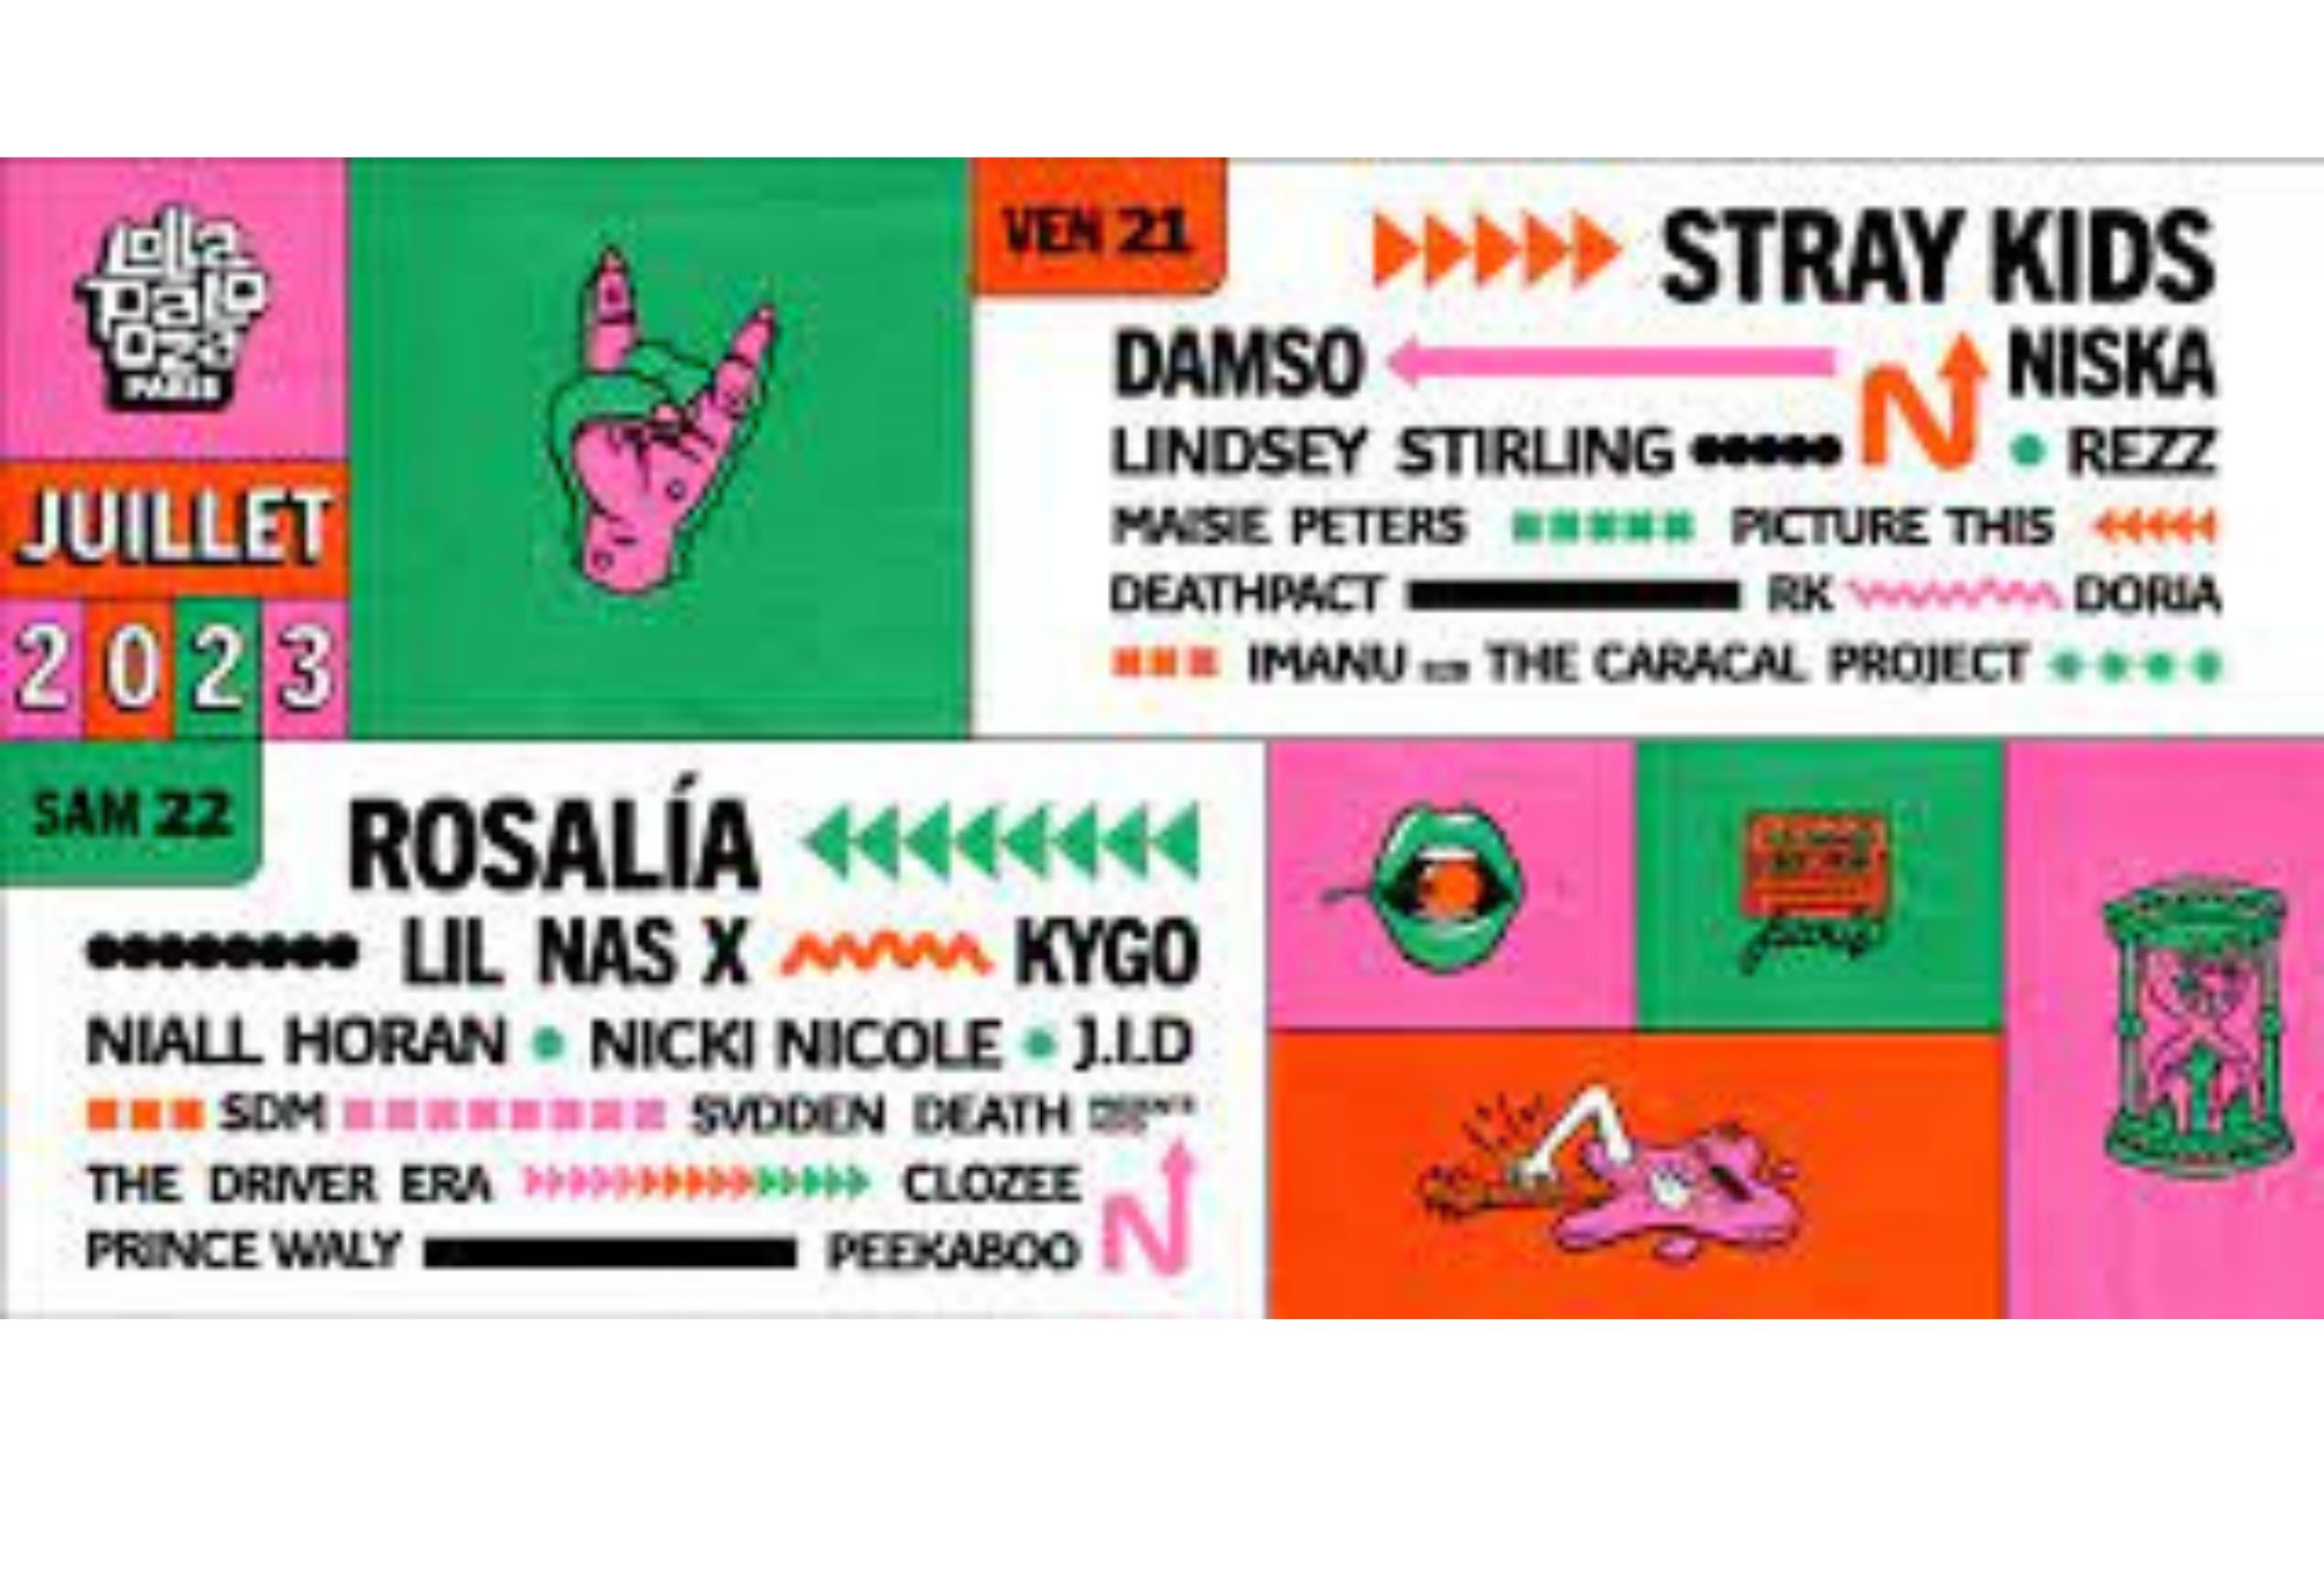 Lolla
Palo
oza
PARIS
JUILLET
2023
VEN 21
STRAY KIDS
DAMSO NISKA
LINDSEY STIRLING REZZ
MAISIE PETERS PICTURE THIS
DEATHPACT RK DORIA
IMANU THE CARACAL PROJECT
SAM 22
ROSALÍA
LIL NAS X KYGO
NIALL HORAN • NICKI NICOLE • J.I.D
SDM SVDDEN DEATH
THE DRIVER ERA CLOZEE
PRINCE WALY PEEKABOO
paris